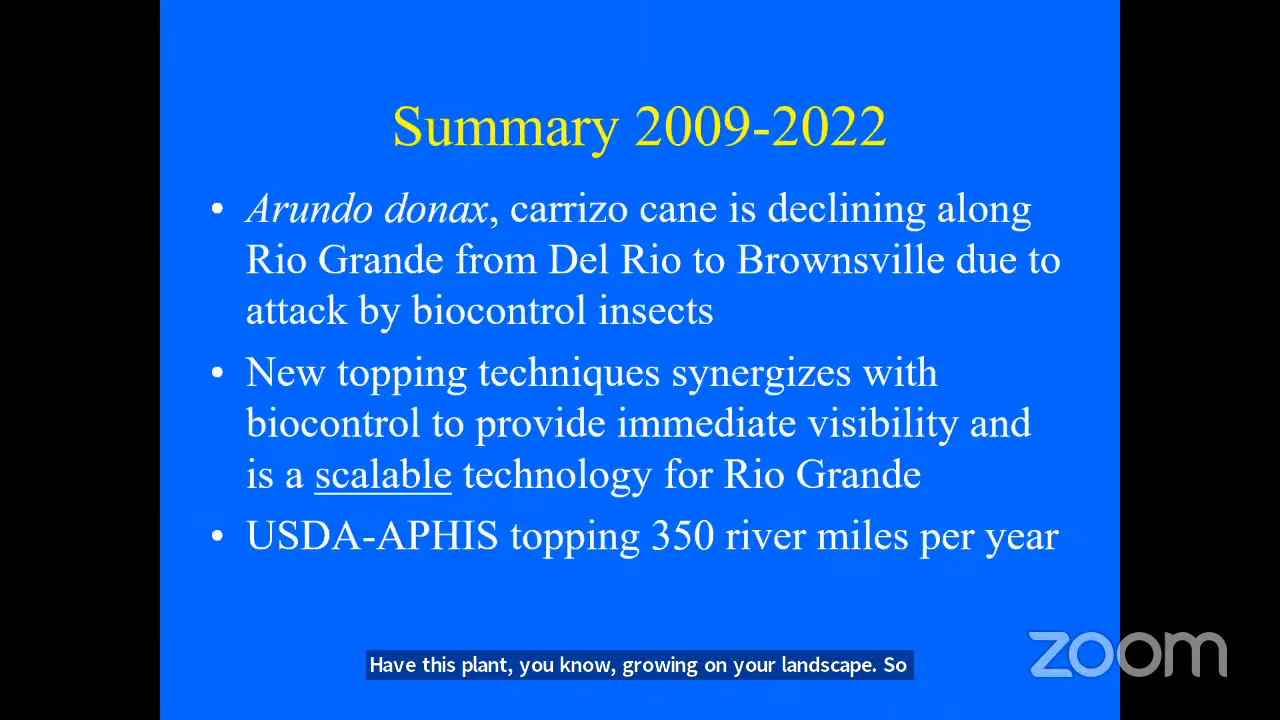 Summary 2009-2022
• Arundo donax, carrizo cane is declining along
Rio Grande from Del Rio to Brownsville due to
attack by biocontrol insects
• New topping techniques synergizes with
biocontrol to provide immediate visibility and
is a scalable technology for Rio Grande
• USDA-APHIS topping 350 river miles per year
Have this plant, you know, growing on your landscape. So
zoom